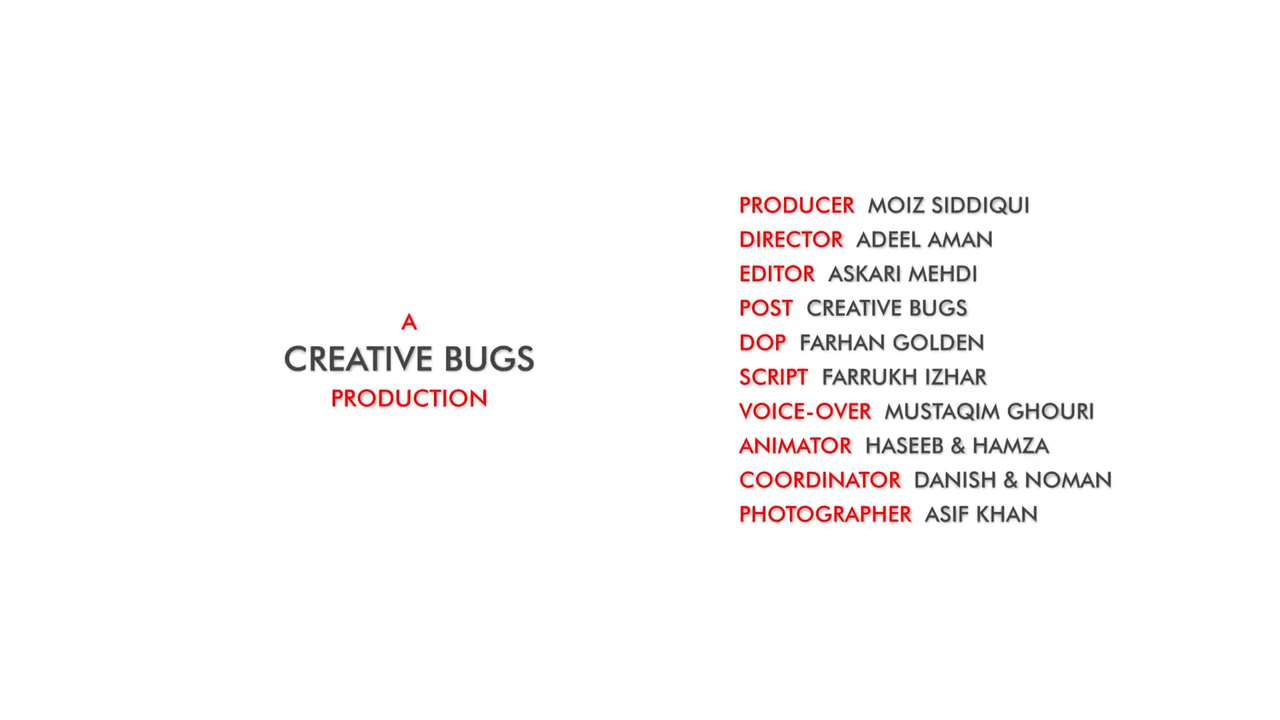 A
CREATIVE BUGS
PRODUCTION
PRODUCER MOIZ SIDDIQUI
DIRECTOR ADEEL AMAN
EDITOR ASKARI MEHDI
POST CREATIVE BUGS
DOP FARHAN GOLDEN
SCRIPT FARRUKH IZHAR
VOICE-OVER MUSTAQIM GHOURI
ANIMATOR HASEEB & HAMZA
COORDINATOR DANISH & NOMAN
PHOTOGRAPHER ASIF KHAN